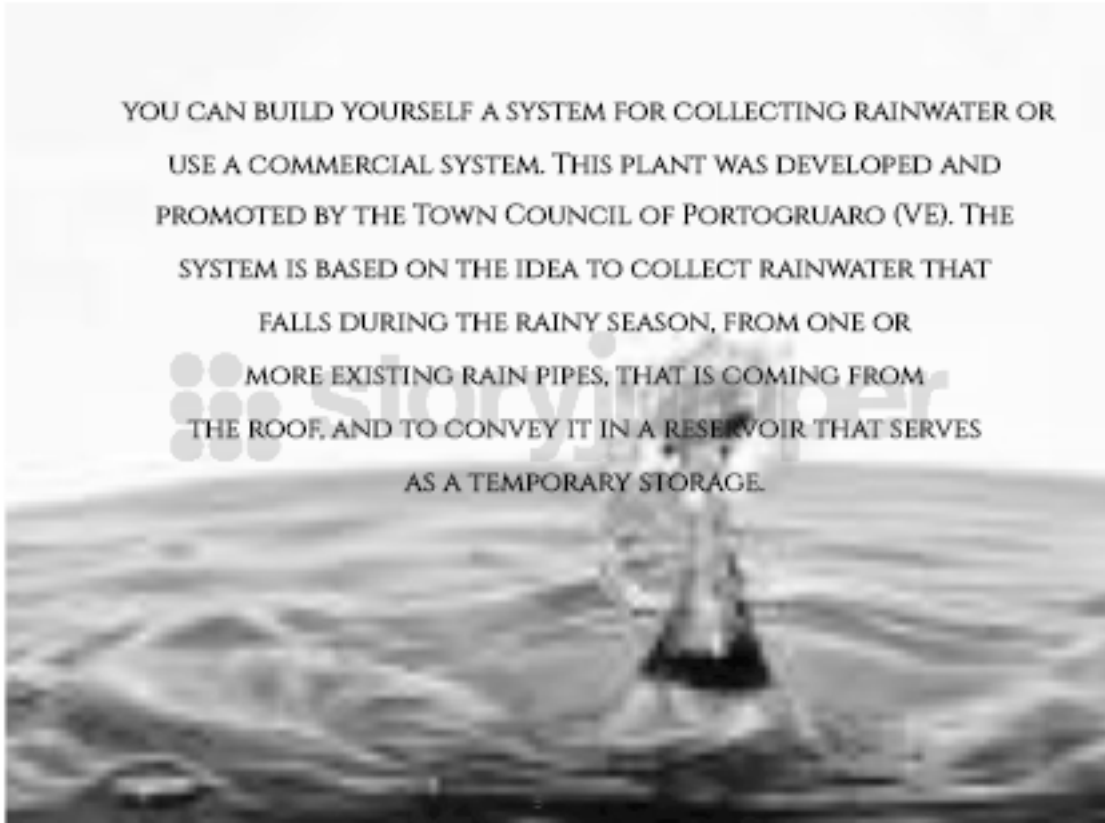 YOU CAN BUILD YOURSELF A SYSTEM FOR COLLECTING RAINWATER OR
USE A COMMERCIAL SYSTEM. THIS PLANT WAS DEVELOPED AND
PROMOTED BY THE TOWN COUNCIL OF PORTOGRUARO (VE). THE
SYSTEM IS BASED ON THE IDEA TO COLLECT RAINWATER THAT
FALLS DURING THE RAINY SEASON, FROM ONE OR
MORE EXISTING RAIN PIPES, THAT IS COMING FROM
THE ROOF, AND TO CONVEY IT IN A RESERVOIR THAT SERVES
AS A TEMPORARY STORAGE.
storyjumper